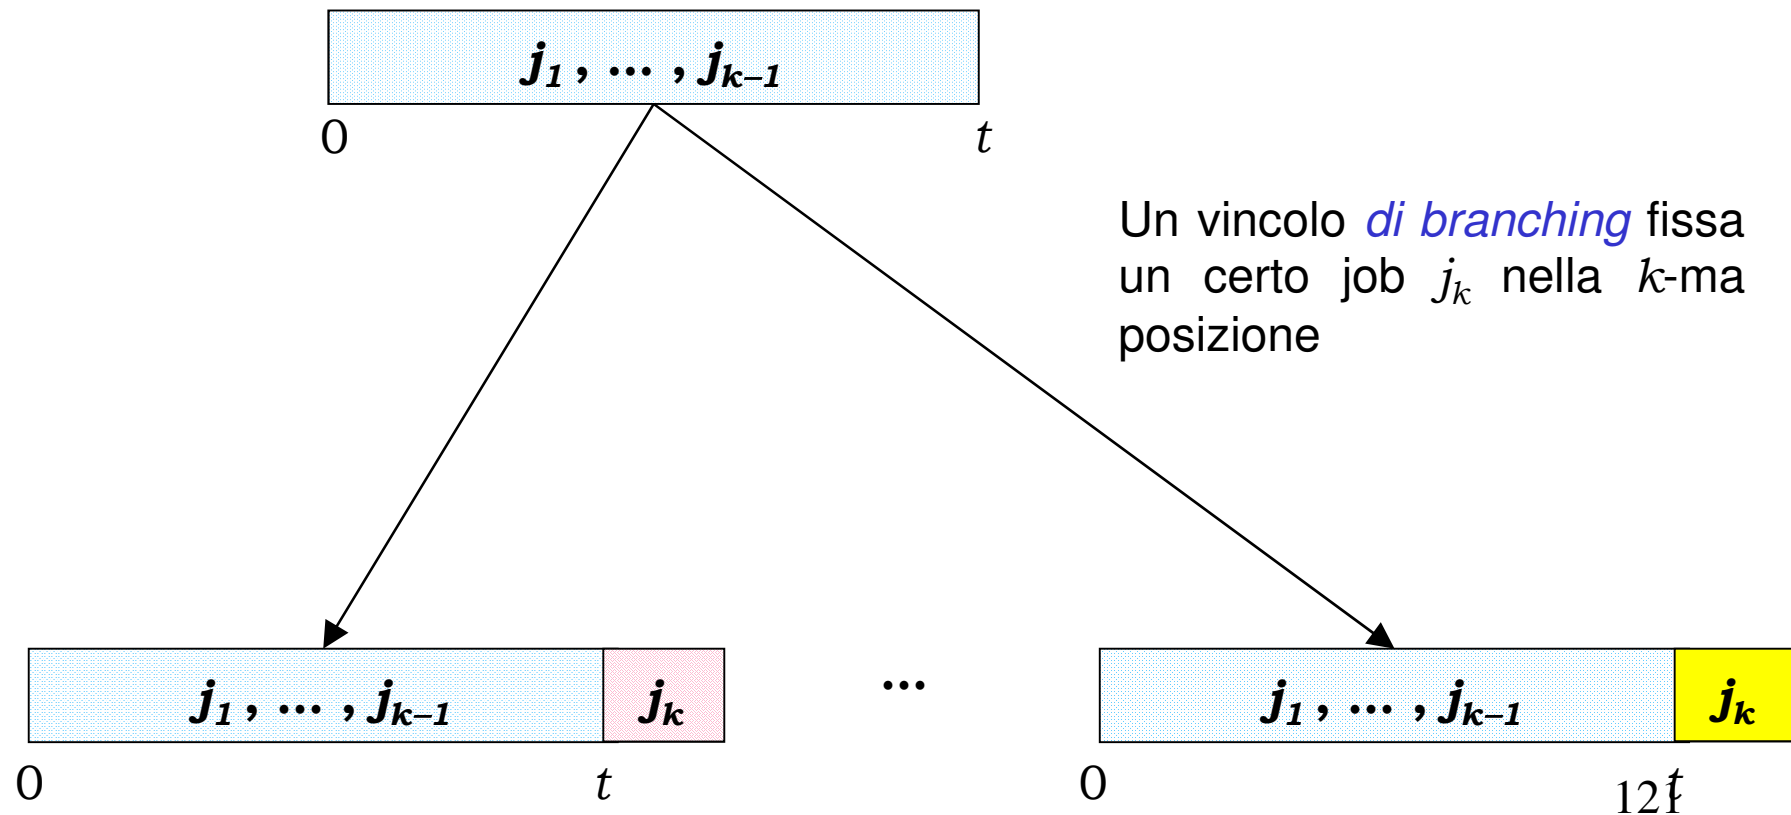 j₁ , ... , jₖ₋₁
0 t
Un vincolo di branching fissa
un certo job jₖ nella k-ma
posizione
j₁ , ... , jₖ₋₁ jₖ ... j₁ , ... , jₖ₋₁ jₖ
0 t 0 t
121